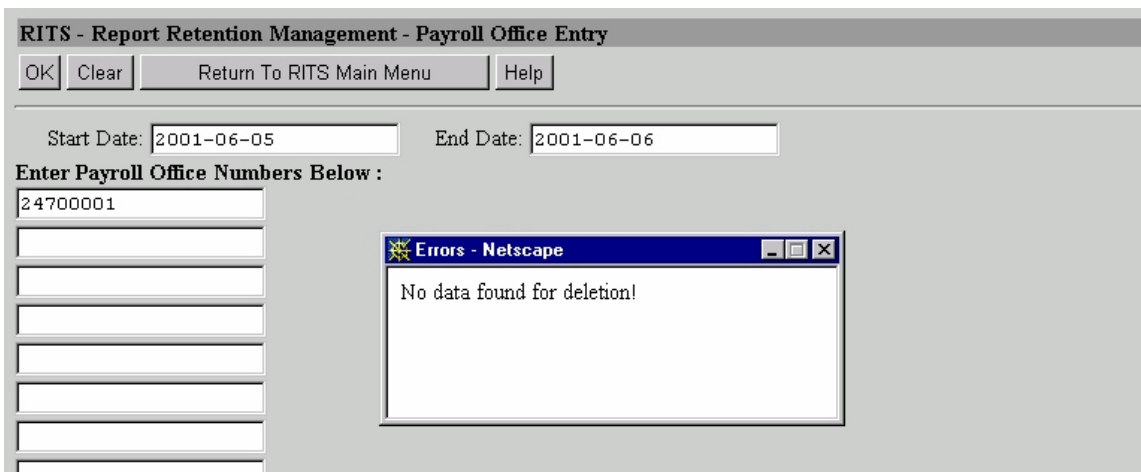 RITS - Report Retention Management - Payroll Office Entry
OK Clear Return To RITS Main Menu Help
Start Date: 2001-06-05 End Date: 2001-06-06
Enter Payroll Office Numbers Below :
24700001
Errors - Netscape
No data found for deletion!